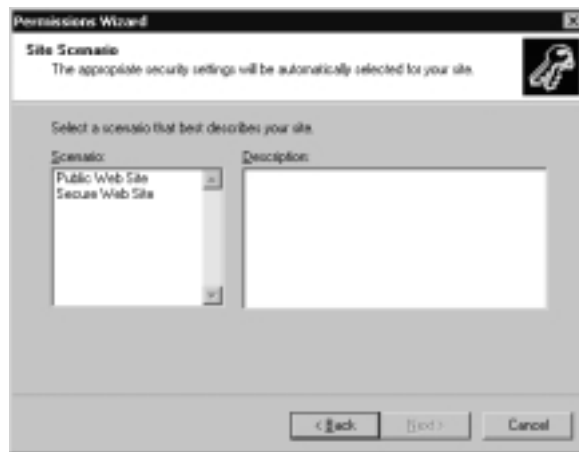 Permissions Wizard
Site Scenario
The appropriate security settings will be automatically selected for your site.
Select a scenario that best describes your site.
Scenario:
Description:
Public Web Site
Secure Web Site
< Back
Next >
Cancel